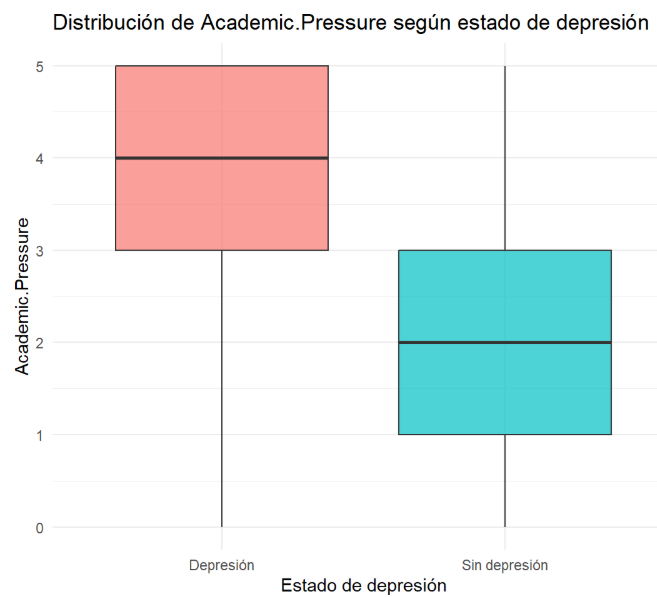 Distribución de Academic.Pressure según estado de depresión
Academic.Pressure
5
4
3
2
1
0
Depresión
Sin depresión
Estado de depresión